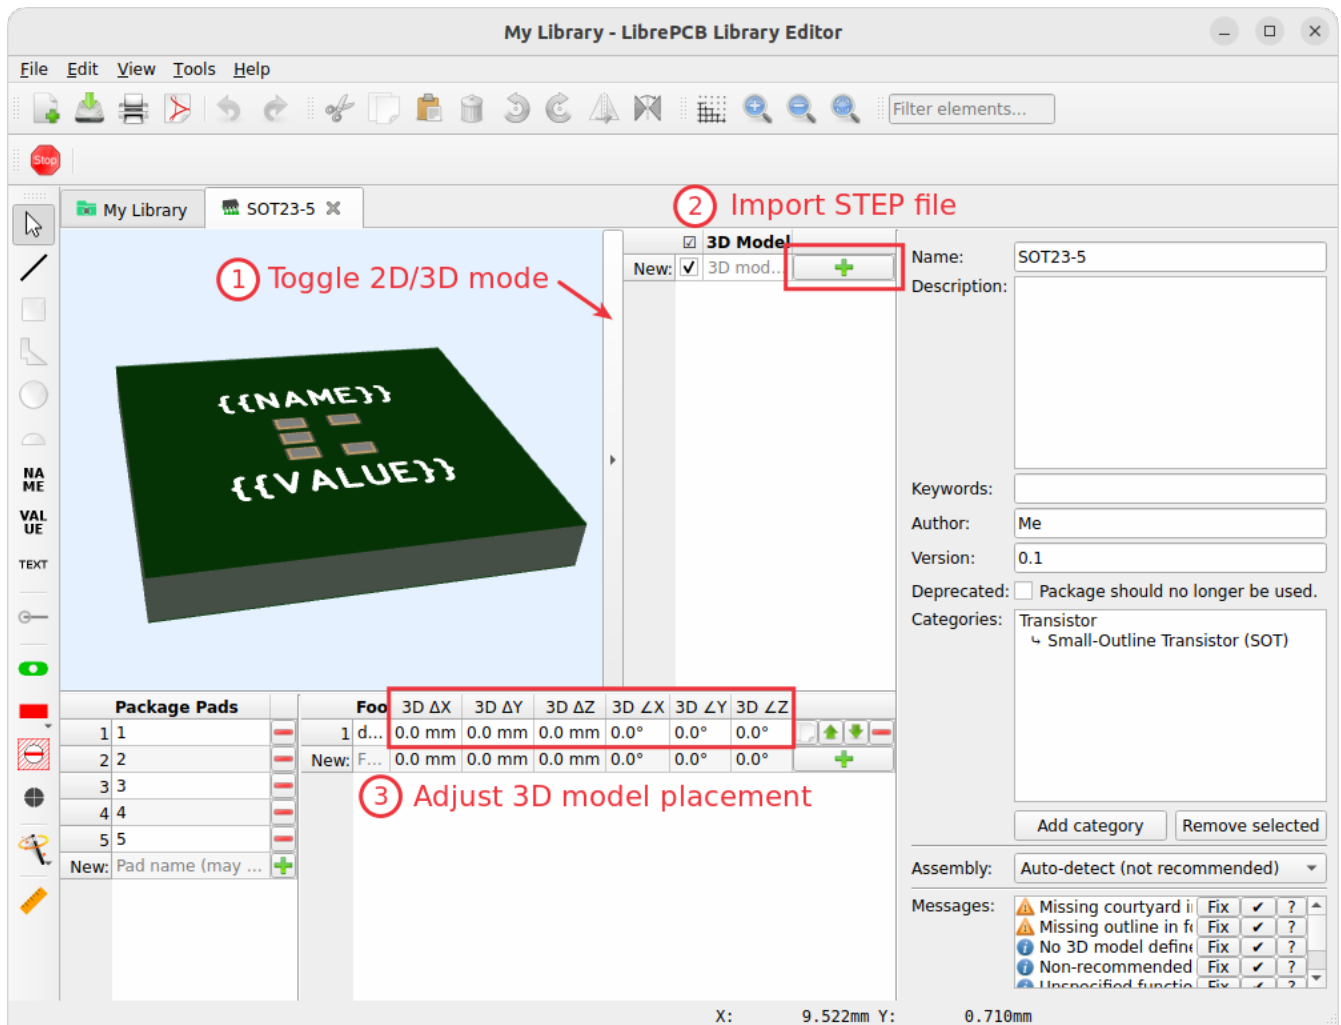 My Library - LibrePCB Library Editor
File Edit View Tools Help
Filter elements...
Stop
My Library
SOT23-5
2 Import STEP file
1 Toggle 2D/3D mode
3D Model
New: 3D mod...
{{NAME}}
{{VALUE}}
NA
ME
VAL
UE
TEXT
Name: SOT23-5
Description:
Keywords:
Author: Me
Version: 0.1
Deprecated: Package should no longer be used.
Categories: Transistor
Small-Outline Transistor (SOT)
Add category Remove selected
Assembly: Auto-detect (not recommended)
Messages: Missing courtyard i Fix ✔ ?
Missing outline in f Fix ✔ ?
No 3D model define Fix ✔ ?
Non-recommended Fix ✔ ?
Unspecified functio Fix ✔ ?
Package Pads
1 1
2 2
3 3
4 4
5 5
New: Pad name (may ...
Foo 3D ΔX 3D ΔY 3D ΔZ 3D ∠X 3D ∠Y 3D ∠Z
1 d... 0.0 mm 0.0 mm 0.0 mm 0.0° 0.0° 0.0°
New: F... 0.0 mm 0.0 mm 0.0 mm 0.0° 0.0° 0.0°
3 Adjust 3D model placement
X: 9.522mm Y: 0.710mm